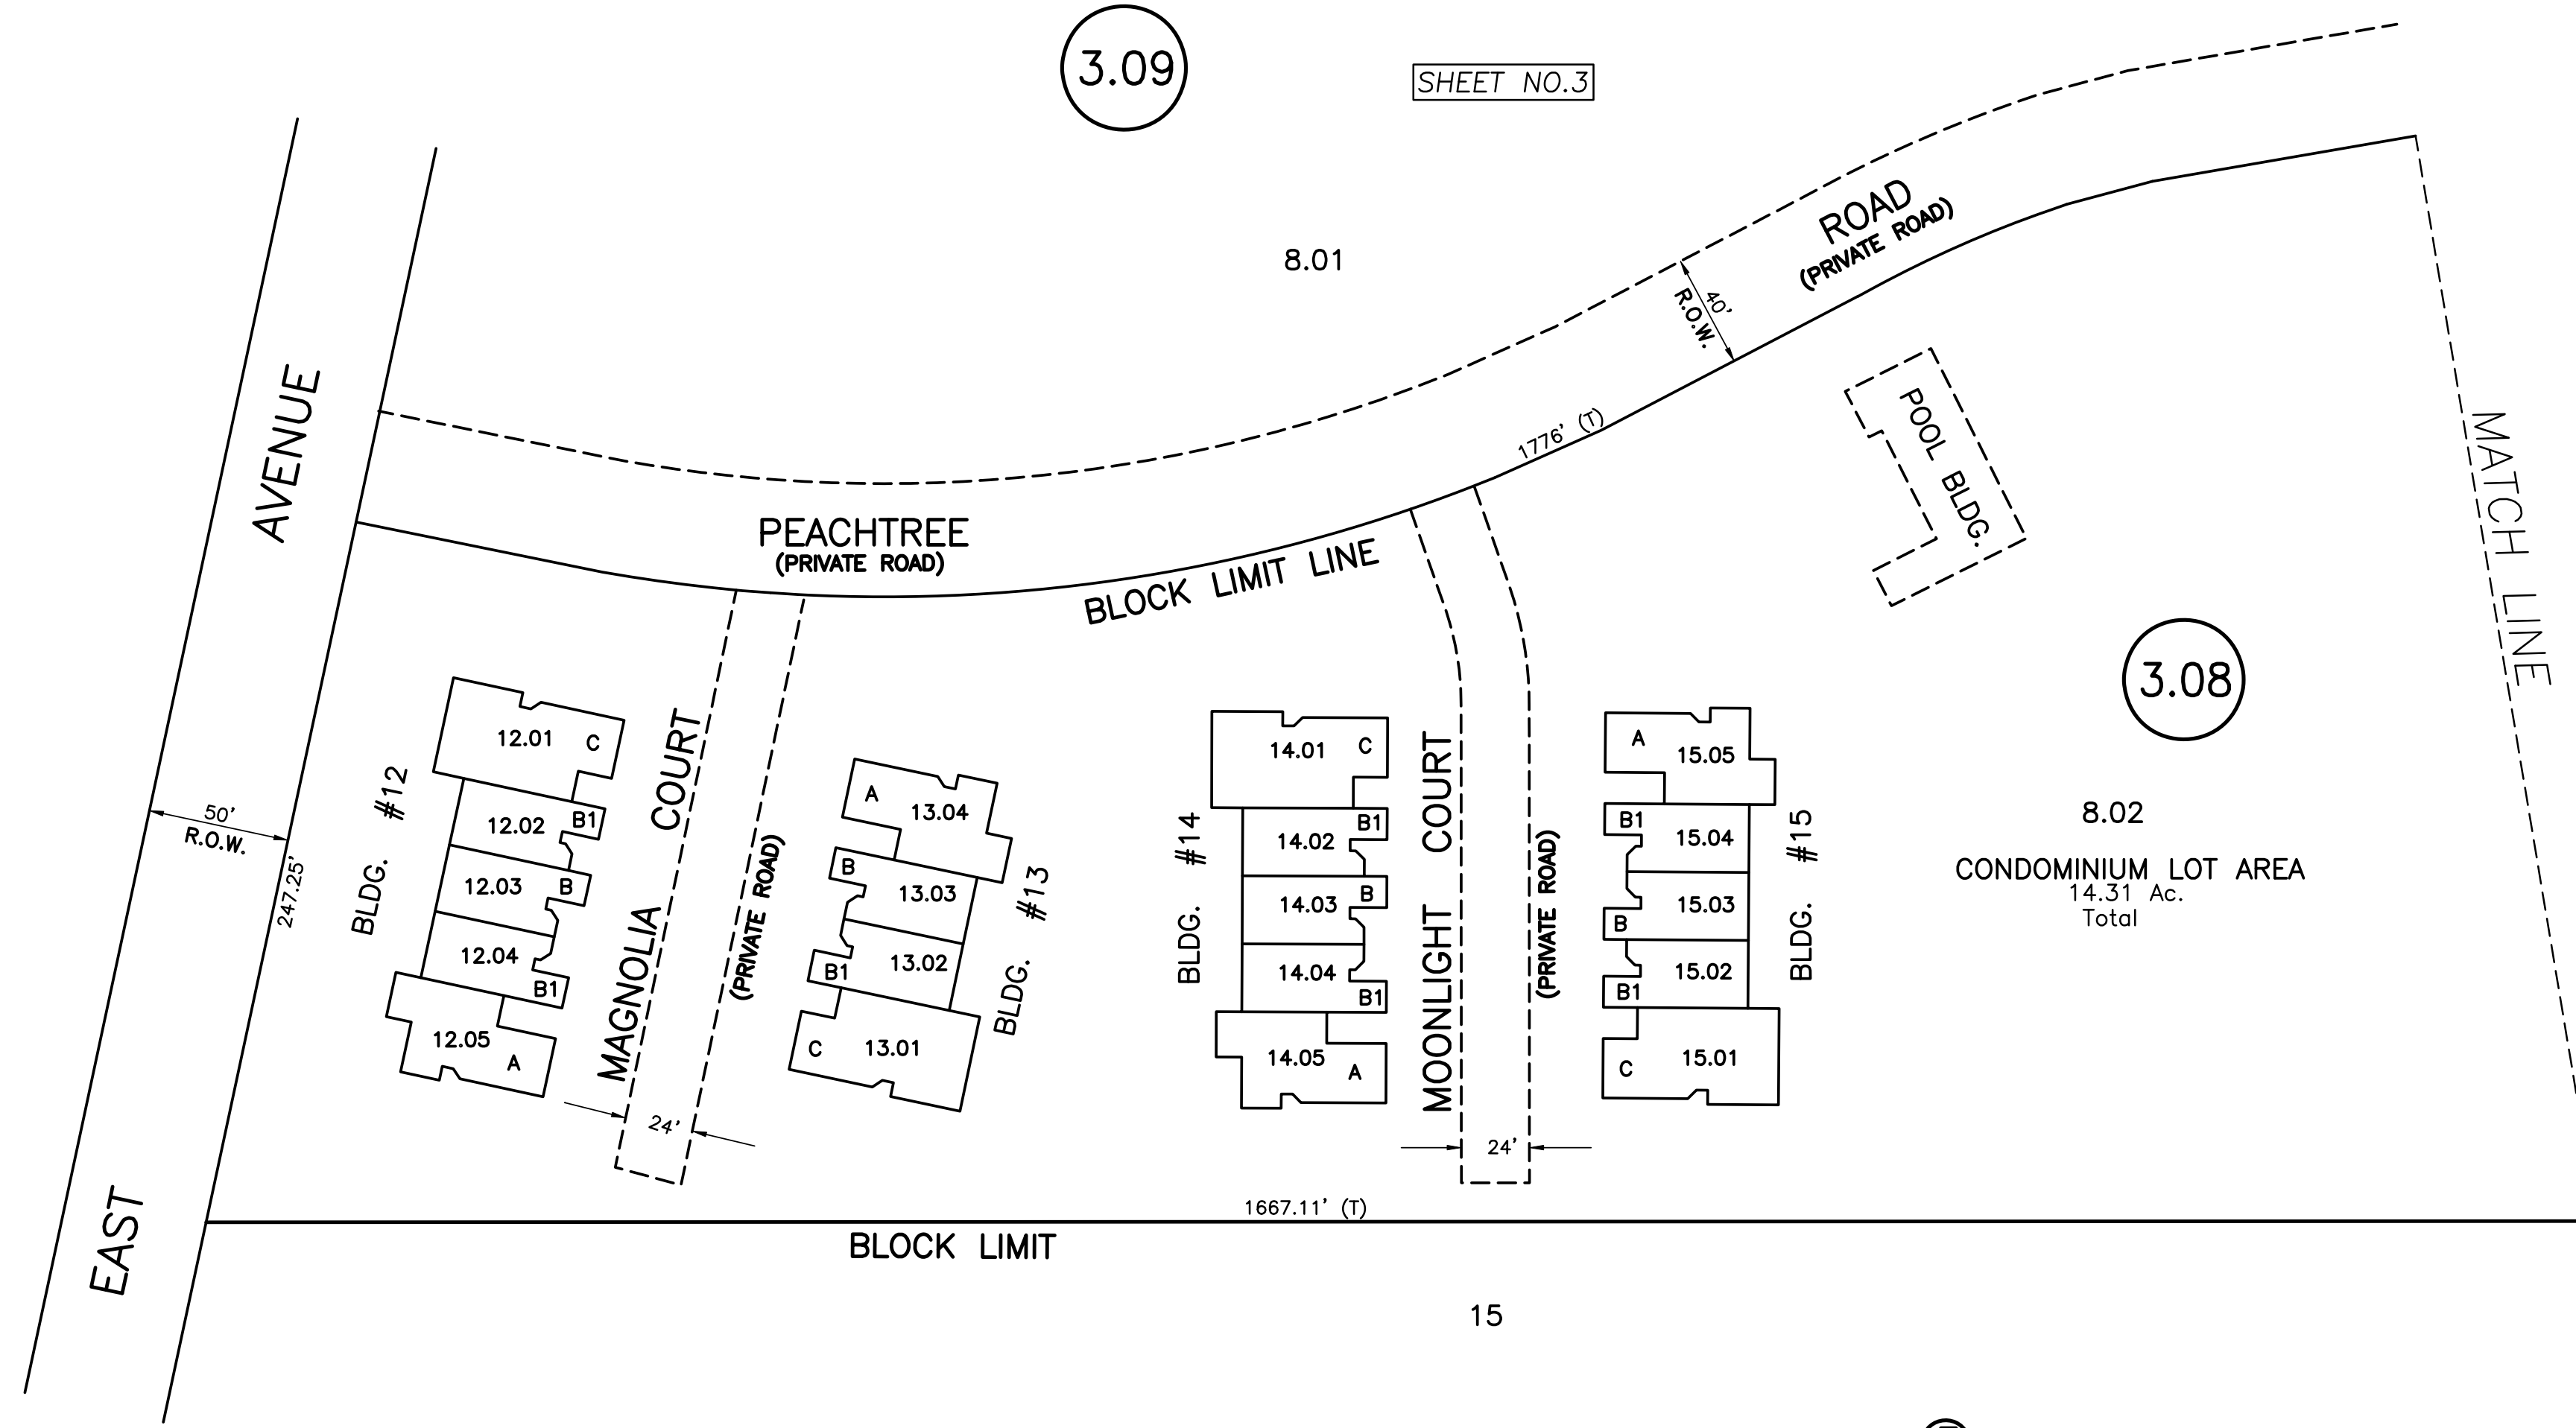 3.09
SHEET NO.3
8.01
ROAD
(PRIVATE ROAD)
40'
R.O.W.
AVENUE
1776' (T)
POOL BLDG.
MATCH LINE
PEACHTREE
(PRIVATE ROAD)
BLOCK LIMIT LINE
3.08
8.02
CONDOMINIUM LOT AREA
14.31 Ac.
Total
50'
R.O.W.
247.25'
EAST
BLDG. #12
12.01 C
12.02 B1
12.03 B
12.04 B1
12.05 A
MAGNOLIA COURT
(PRIVATE ROAD)
24'
A 13.04
B 13.03
B1 13.02
C 13.01
BLDG. #13
BLDG. #14
14.01 C
14.02 B1
14.03 B
14.04 B1
14.05 A
MOONLIGHT COURT
(PRIVATE ROAD)
24'
A 15.05
B1 15.04
B 15.03
B1 15.02
C 15.01
BLDG. #15
1667.11' (T)
BLOCK LIMIT
15